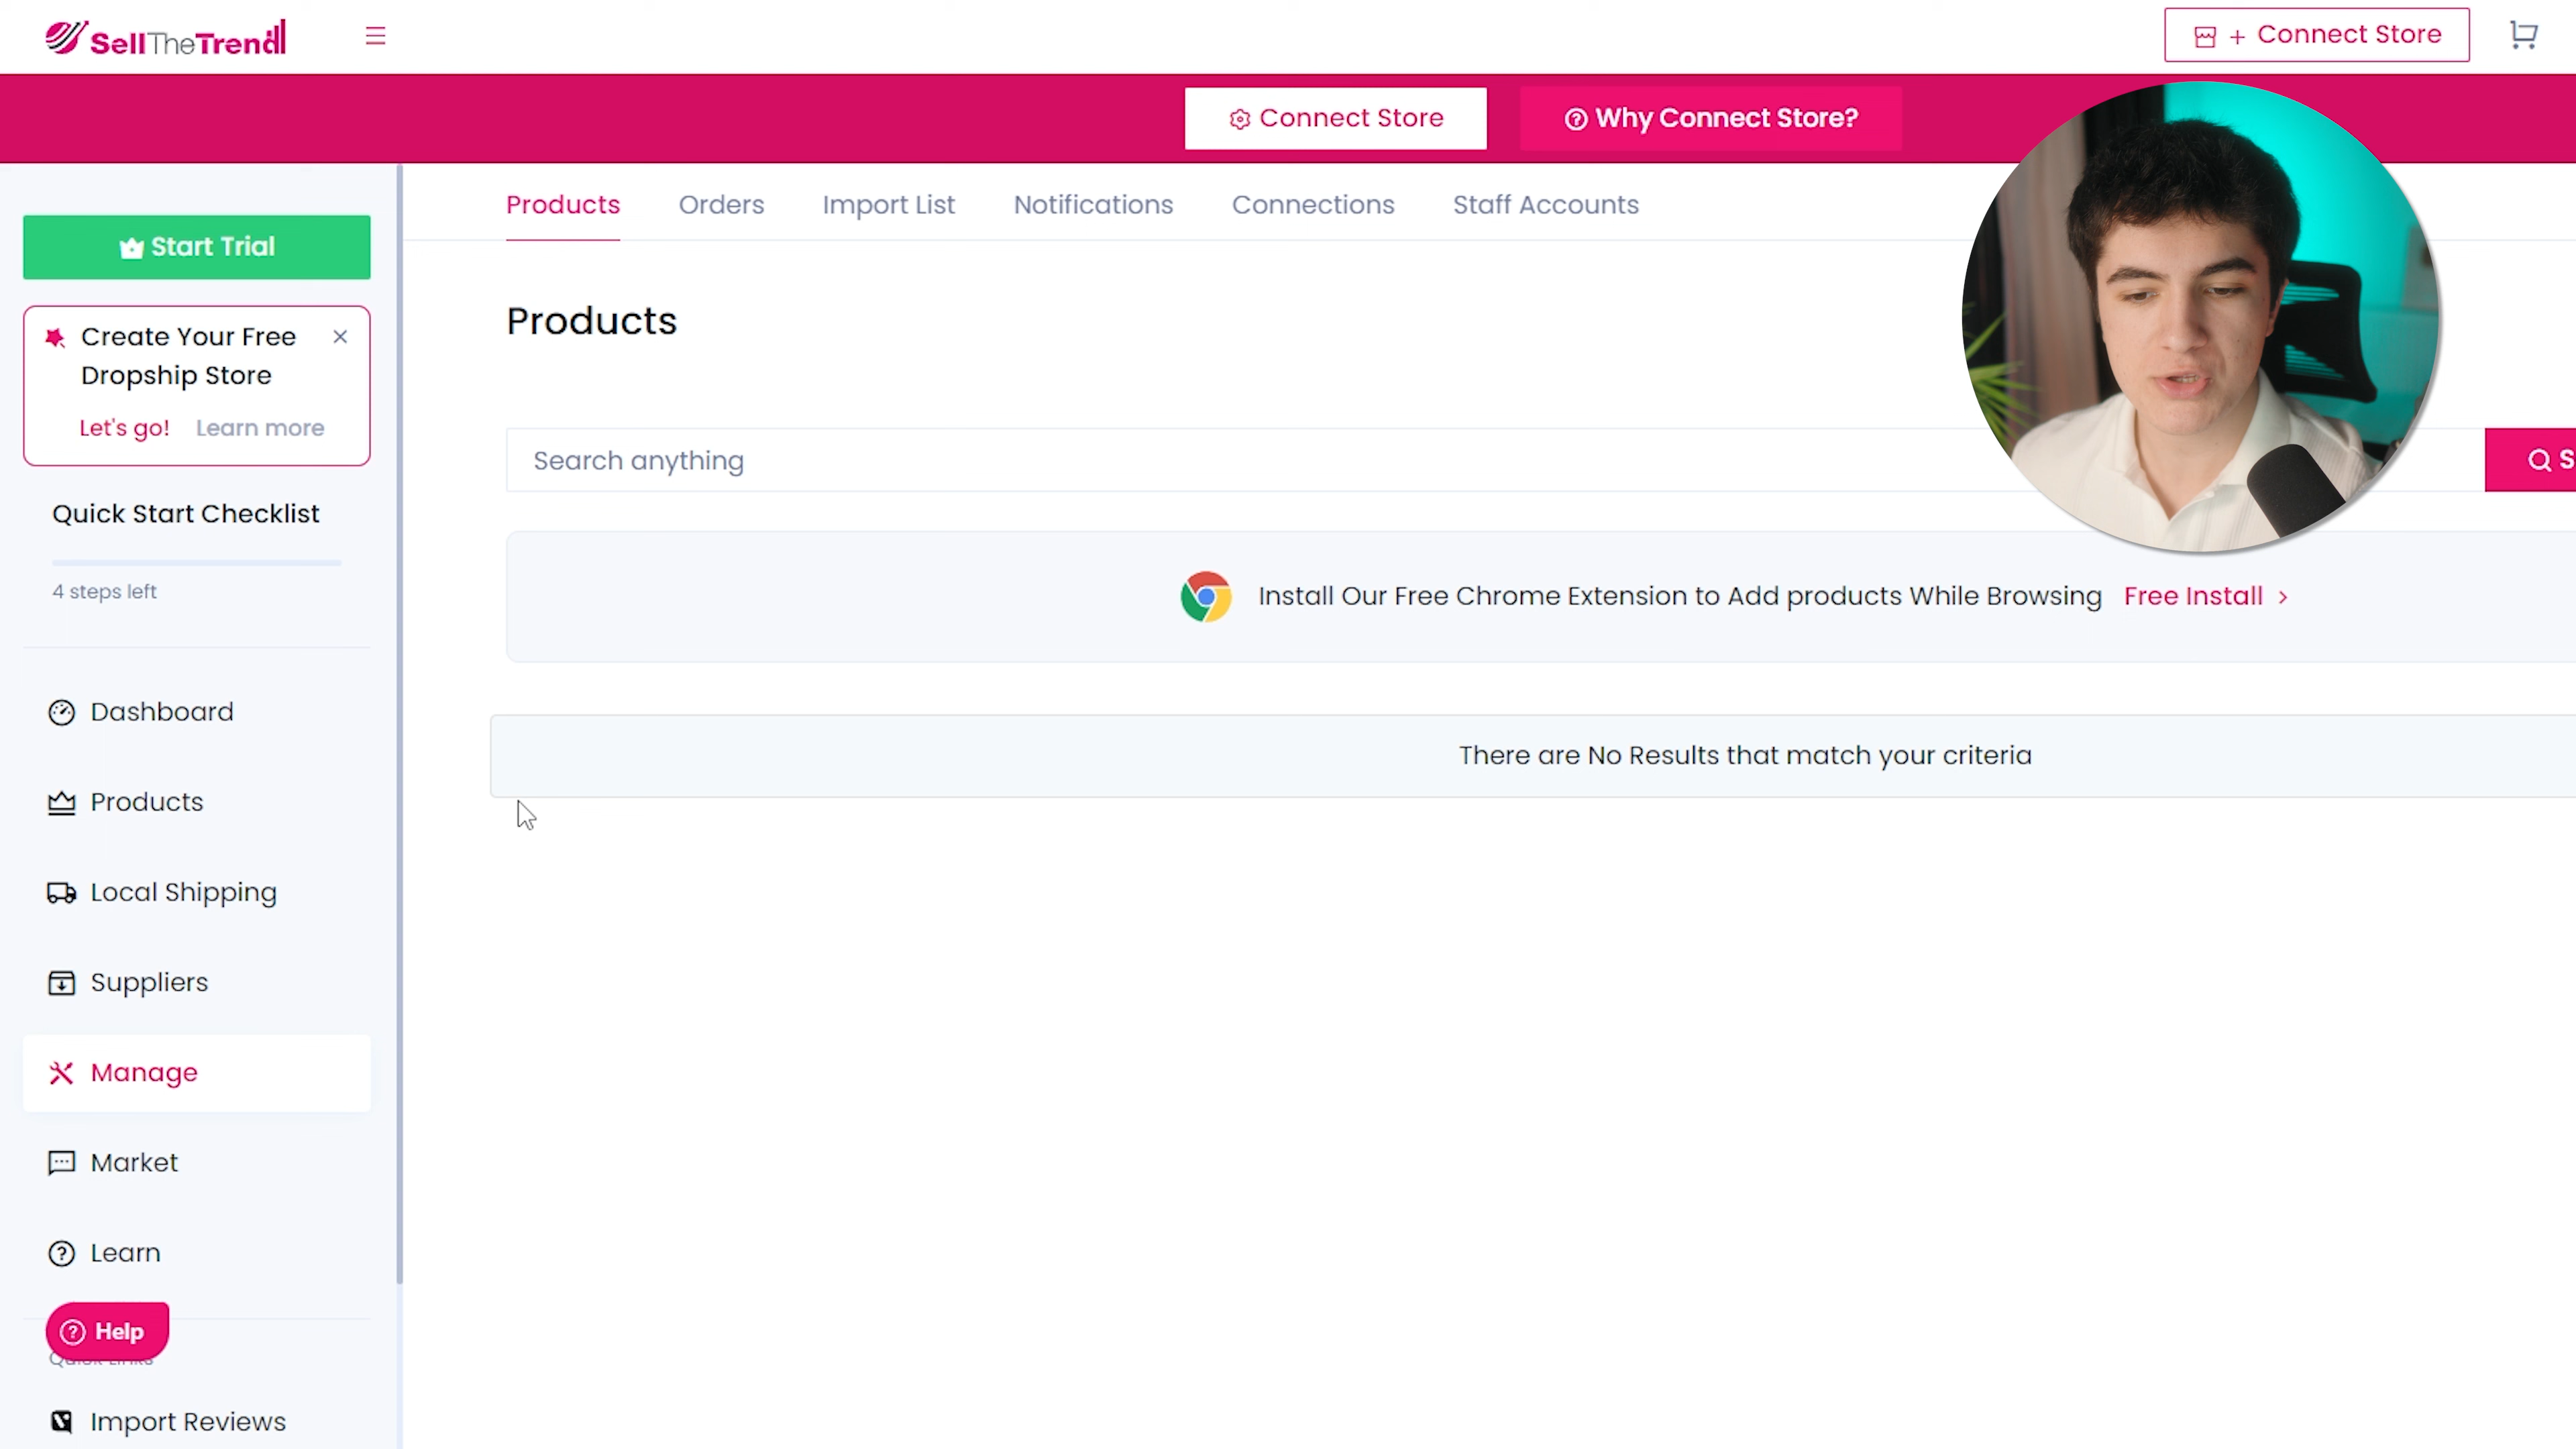 SellTheTrend
+ Connect Store
Connect Store
Why Connect Store?
Start Trial
Create Your Free
Dropship Store
Let's go! Learn more
Quick Start Checklist
4 steps left
Dashboard
Products
Local Shipping
Suppliers
Manage
Market
Learn
Help
Quick Links
Import Reviews
Products Orders Import List Notifications Connections Staff Accounts
Products
Search anything
S
Install Our Free Chrome Extension to Add products While Browsing Free Install >
There are No Results that match your criteria